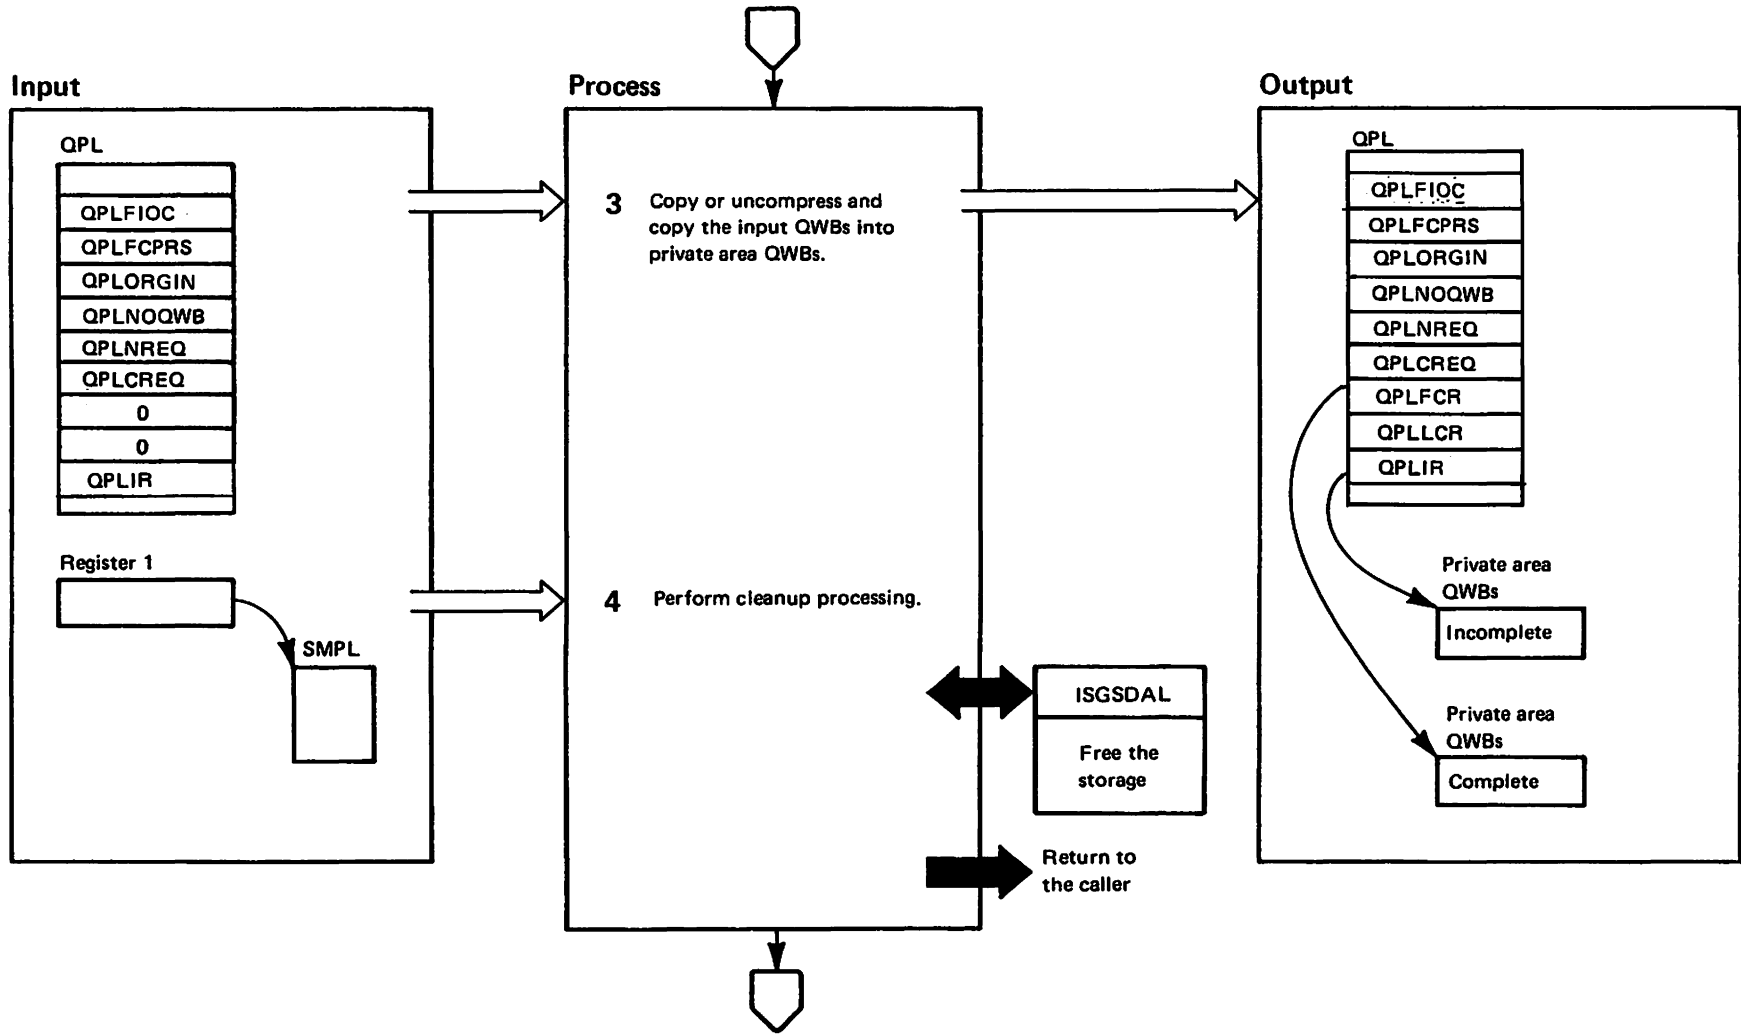 Input
QPL
QPLFIOC
QPLFCPRS
QPLORGIN
QPLNOQWB
QPLNREQ
QPLCREQ
0
0
QPLIR
Register 1
SMPL
Process
3 Copy or uncompress and
copy the input QWBs into
private area QWBs.
4 Perform cleanup processing.
ISGSDAL
Free the
storage
Return to
the caller
Output
QPL
QPLFIOC
QPLFCPRS
QPLORGIN
QPLNOQWB
QPLNREQ
QPLCREQ
QPLFCR
QPLLCR
QPLIR
Private area
QWBs
Incomplete
Private area
QWBs
Complete